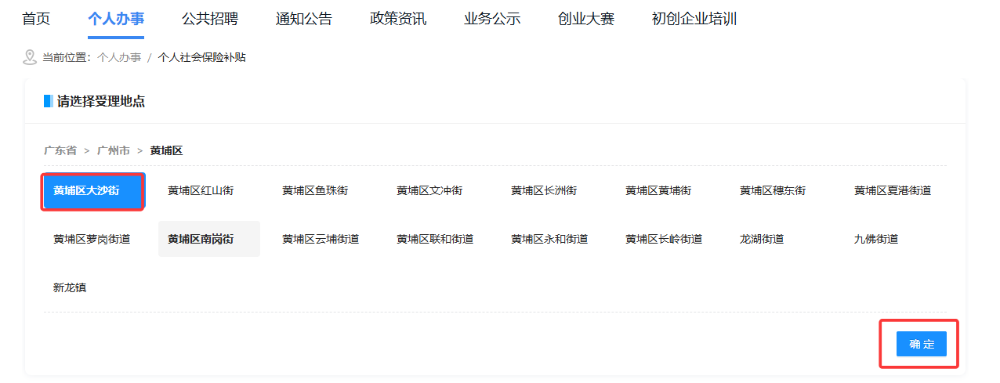 首页 个人办事 公共招聘 通知公告 政策资讯 业务公示 创业大赛 初创企业培训
当前位置: 个人办事 / 个人社会保险补贴
请选择受理地点
广东省 > 广州市 > 黄埔区
黄埔区大沙街 黄埔区红山街 黄埔区鱼珠街 黄埔区文冲街 黄埔区长洲街 黄埔区黄埔街 黄埔区穗东街 黄埔区夏港街道
黄埔区萝岗街道 黄埔区南岗街 黄埔区云埔街道 黄埔区联和街道 黄埔区永和街道 黄埔区长岭街道 龙湖街道 九佛街道
新龙镇
确 定